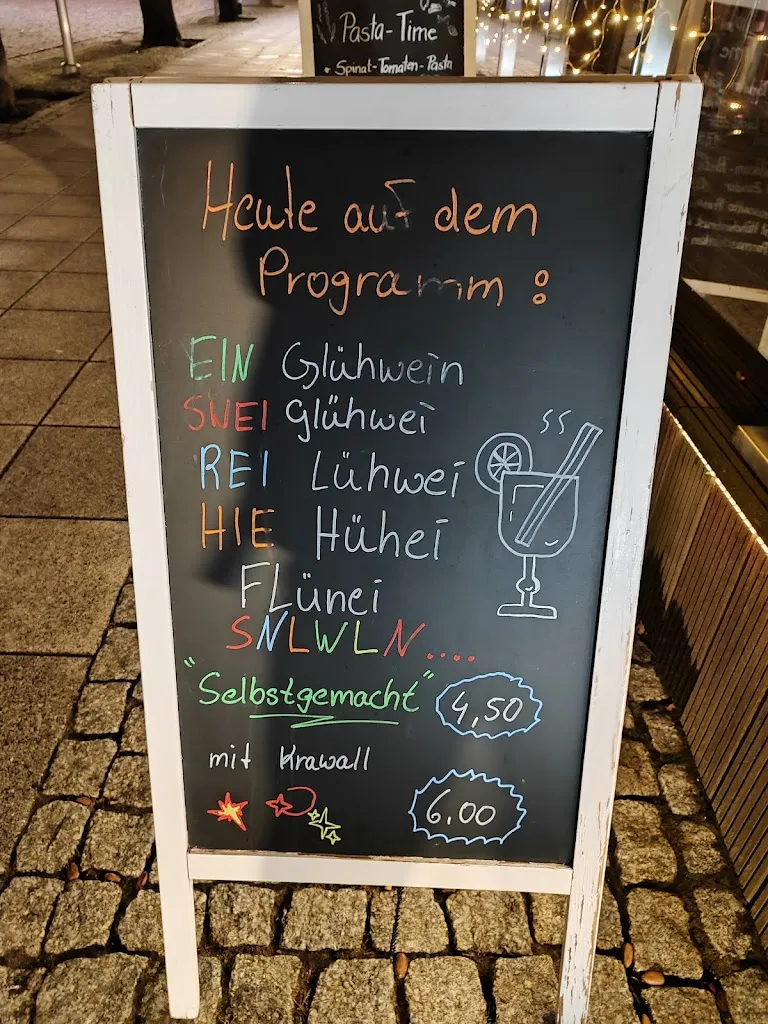 Pasta-Time
• Spinat-Tomaten-Pasta
Heute auf dem
Programm:
EIN Glühwein
SWEI Glühwei
REI Lühwei
HIE Hühei
FLünei
SNLWLN....
"Selbstgemacht" 4,50
mit Krawall
6.00